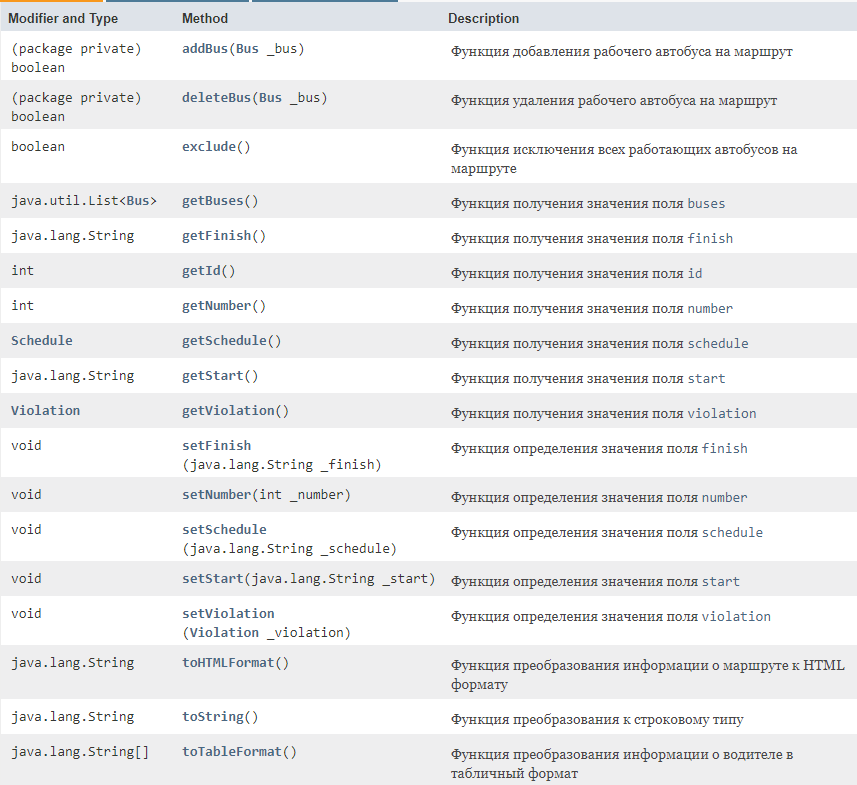 Modifier and Type Method Description
(package private) addBus(Bus _bus) Функция добавления рабочего автобуса на маршрут
boolean
(package private) deleteBus(Bus _bus) Функция удаления рабочего автобуса на маршрут
boolean
boolean exclude() Функция исключения всех работающих автобусов на
маршруте
java.util.List<Bus> getBuses() Функция получения значения поля buses
java.lang.String getFinish() Функция получения значения поля finish
int getId() Функция получения значения поля id
int getNumber() Функция получения значения поля number
Schedule getSchedule() Функция получения значения поля schedule
java.lang.String getStart() Функция получения значения поля start
Violation getViolation() Функция получения значения поля violation
void setFinish Функция определения значения поля finish
(java.lang.String _finish)
void setNumber(int _number) Функция определения значения поля number
void setSchedule Функция определения значения поля schedule
(java.lang.String _schedule)
void setStart(java.lang.String _start) Функция определения значения поля start
void setViolation Функция определения значения поля violation
(Violation _violation)
java.lang.String toHTMLFormat() Функция преобразования информации о маршруте к HTML
формату
java.lang.String toString() Функция преобразования к строковому типу
java.lang.String[] toTableFormat() Функция преобразования информации о водителе в
табличный формат